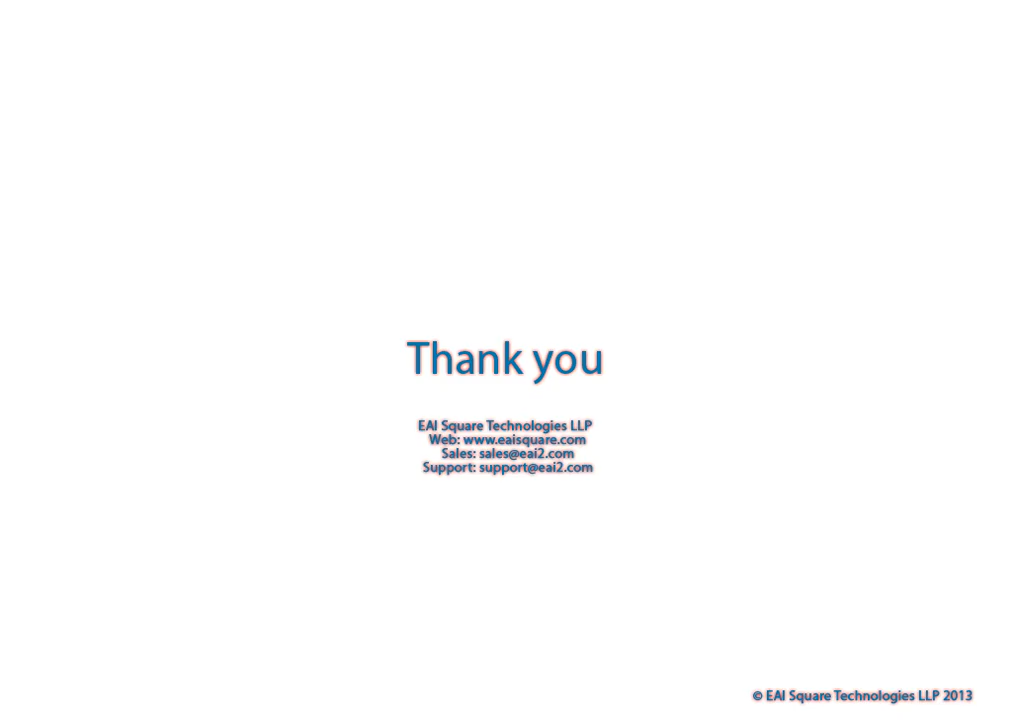 Thank you
EAI Square Technologies LLP
Web: www.eaisquare.com
Sales: sales@eai2.com
Support: support@eai2.com
© EAI Square Technologies LLP 2013